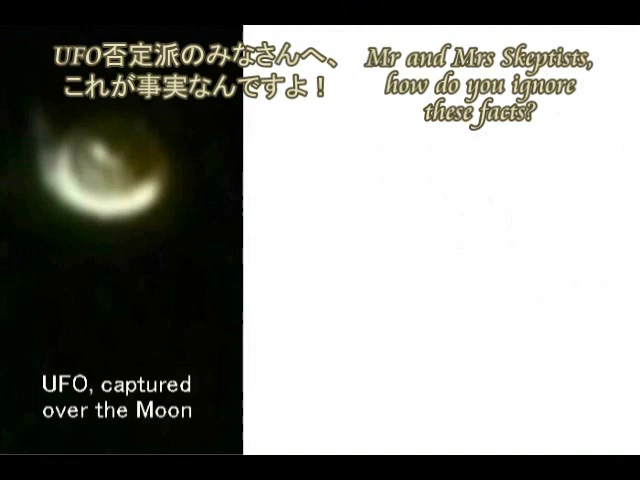 UFO否定派のみなさんへ、
これが事実なんですよ！
Mr and Mrs Skeptists,
how do you ignore
these facts?
UFO, captured
over the Moon